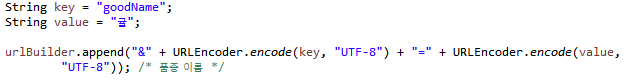 String key = "goodName";
String value = "귤";
urlBuilder.append("&" + URLEncoder.encode(key, "UTF-8") + "=" + URLEncoder.encode(value,
"UTF-8")); /* 품종 이름 */